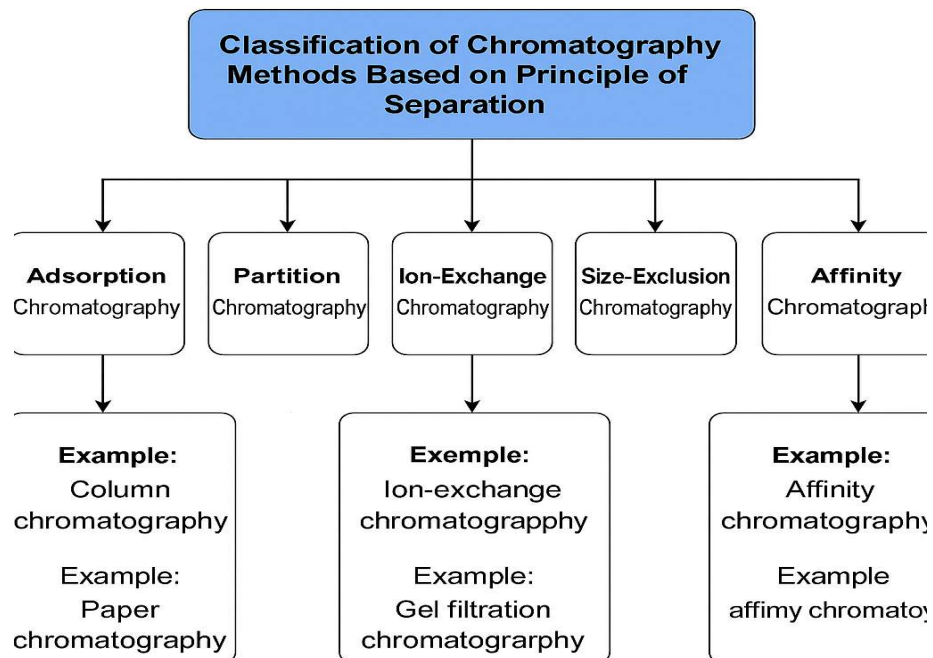 Classification of Chromatography
Methods Based on Principle of
Separation
Adsorption
Chromatography
Partition
Chromatography
Ion-Exchange
Chromatography
Size-Exclusion
Chromatography
Affinity
Chromatograph
Example:
Column
chromatography
Example:
Paper
chromatography
Exemple:
Ion-exchange
chromatograpphy
Example:
Gel filtration
chromatograrphy
Example:
Affinity
chromatography
Example
affimy chromatoy